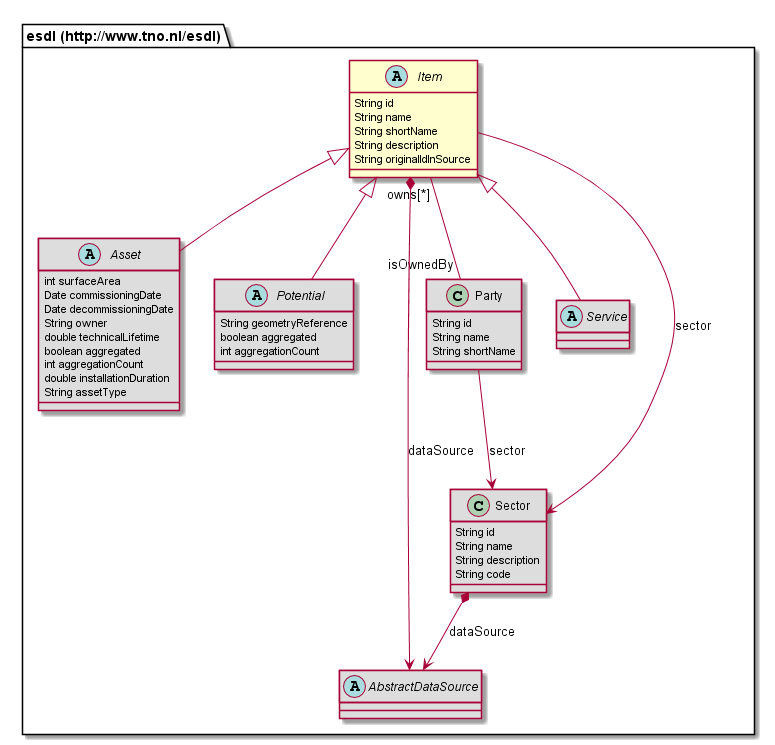 esdl (http://www.tno.nl/esdl)
A Item
String id
String name
String shortName
String description
String originalIdInSource
owns[*]
isOwnedBy
A Asset
int surfaceArea
Date commissioningDate
Date decommissioningDate
String owner
double technicalLifetime
boolean aggregated
int aggregationCount
double installationDuration
String assetType
A Potential
String geometryReference
boolean aggregated
int aggregationCount
C Party
String id
String name
String shortName
A Service
sector
dataSource
sector
C Sector
String id
String name
String description
String code
dataSource
A AbstractDataSource